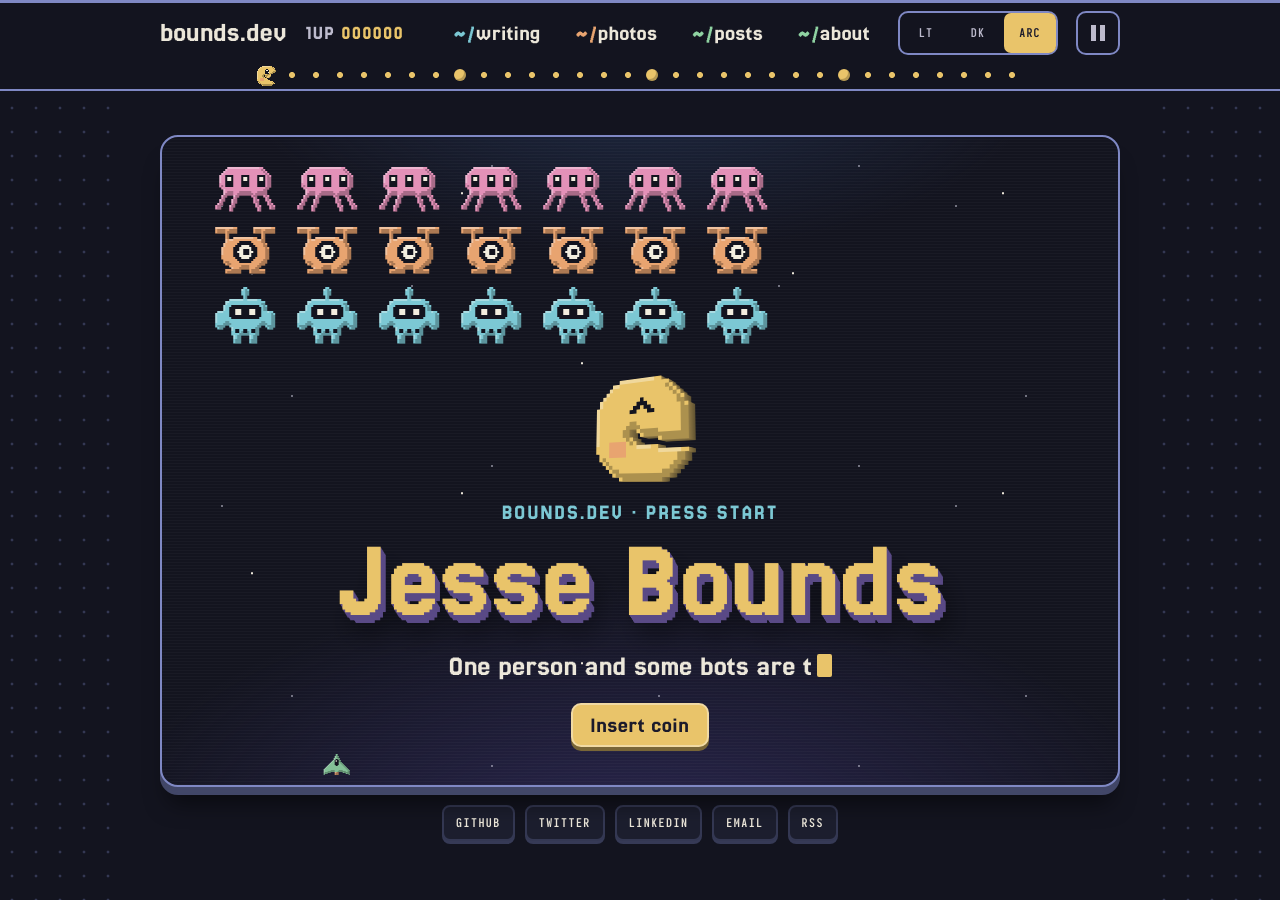 bounds.dev 1UP 000000 ~/writing ~/photos ~/posts ~/about LT DK ARC
BOUNDS.DEV · PRESS START
Jesse Bounds
One person and some bots are t
Insert coin
GITHUB TWITTER LINKEDIN EMAIL RSS